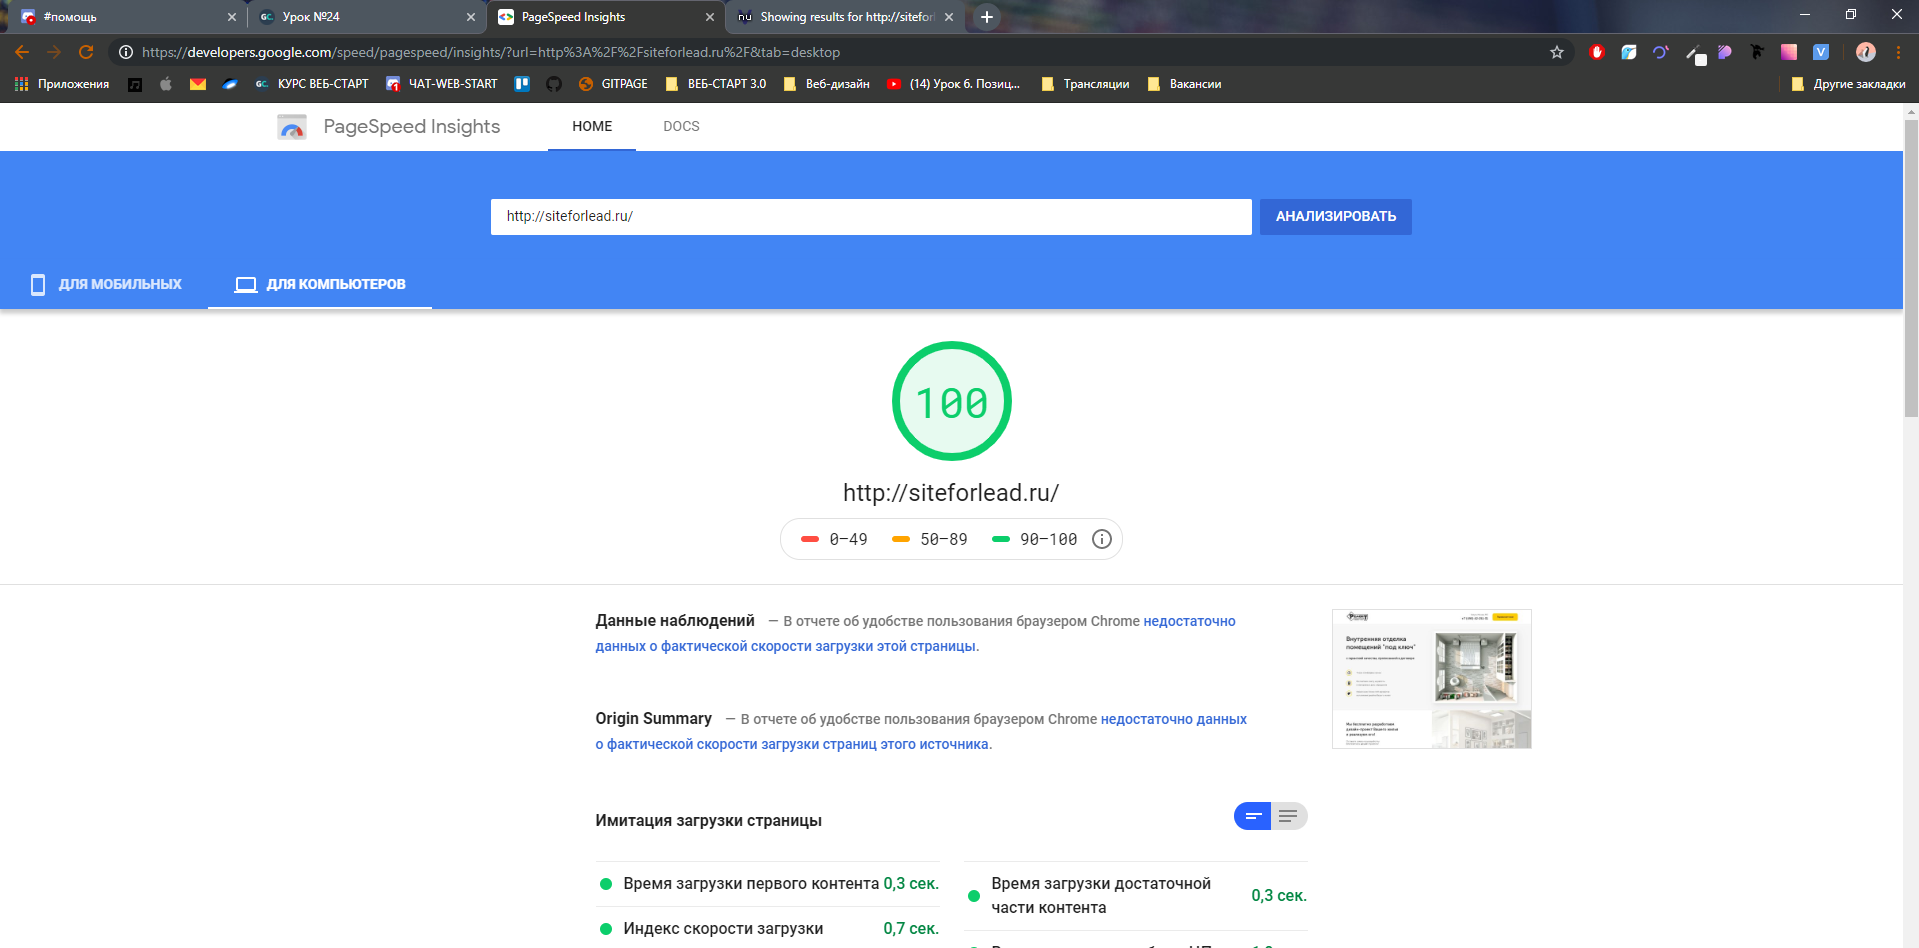 #помощь
Урок №24
PageSpeed Insights
Showing results for http://sitefor
https://developers.google.com/speed/pagespeed/insights/?url=http%3A%2F%2Fsiteforlead.ru%2F&tab=desktop
Приложения
КУРС ВЕБ-СТАРТ
ЧАТ-WEB-START
GITPAGE
ВЕБ-СТАРТ 3.0
Веб-дизайн
(14) Урок 6. Позиц...
Трансляции
Вакансии
Другие закладки
PageSpeed Insights
HOME
DOCS
http://siteforlead.ru/
АНАЛИЗИРОВАТЬ
ДЛЯ МОБИЛЬНЫХ
ДЛЯ КОМПЬЮТЕРОВ
100
http://siteforlead.ru/
0–49
50–89
90–100
Данные наблюдений — В отчете об удобстве пользования браузером Chrome недостаточно
данных о фактической скорости загрузки этой страницы.
Внутренняя отделка
помещений "под ключ"
Origin Summary — В отчете об удобстве пользования браузером Chrome недостаточно данных
о фактической скорости загрузки страниц этого источника.
Имитация загрузки страницы
Время загрузки первого контента 0,3 сек.
Время загрузки достаточной
части контента
0,3 сек.
Индекс скорости загрузки 0,7 сек.